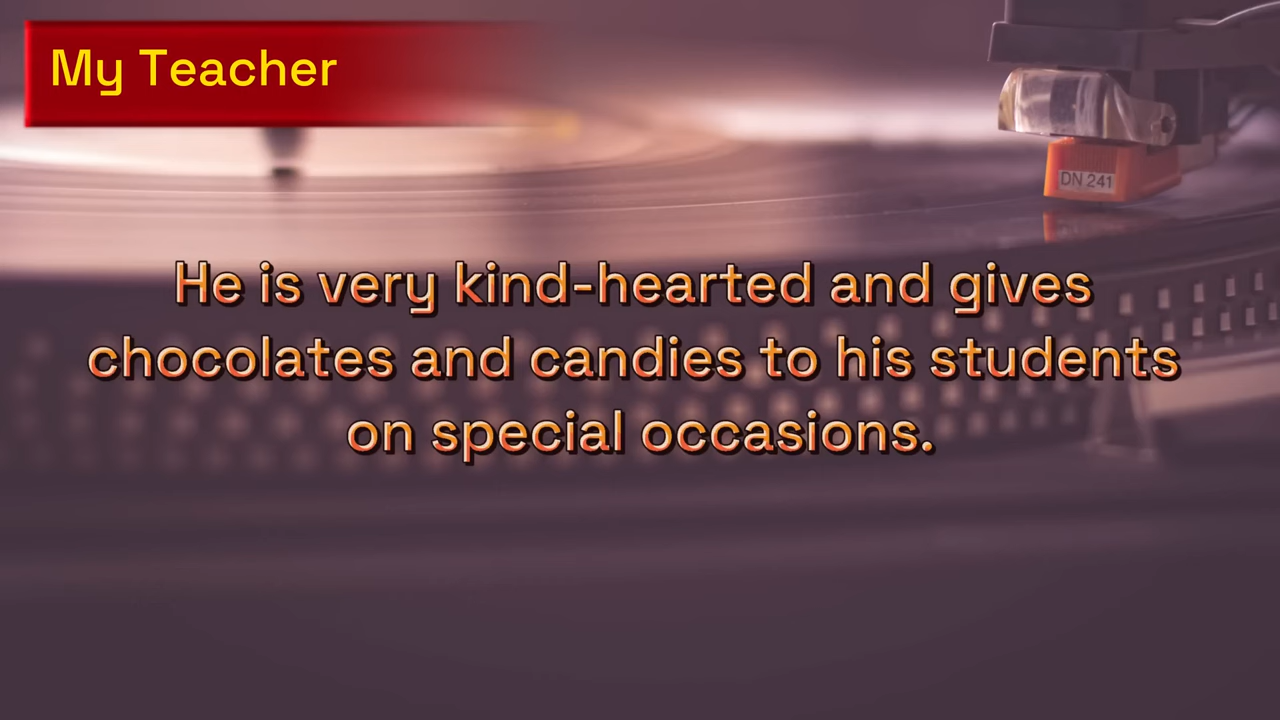 My Teacher
DN 241
He is very kind-hearted and gives
chocolates and candies to his students
on special occasions.